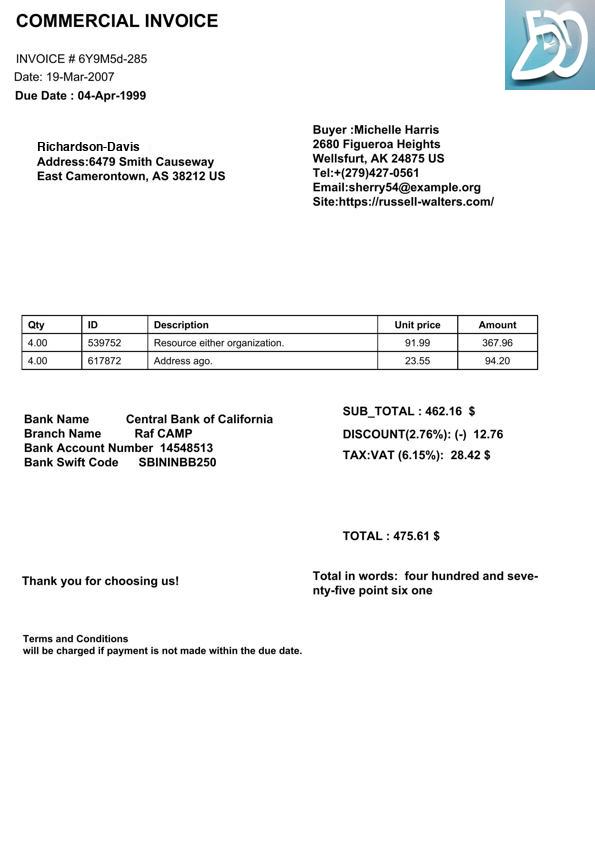 COMMERCIAL INVOICE
INVOICE # 6Y9M5d-285
Date: 19-Mar-2007
Due Date : 04-Apr-1999
Richardson-Davis
Address:6479 Smith Causeway
East Camerontown, AS 38212 US
Buyer :Michelle Harris
2680 Figueroa Heights
Wellsfurt, AK 24875 US
Tel:+(279)427-0561
Email:sherry54@example.org
Site:https://russell-walters.com/
Qty ID Description Unit price Amount
4.00 539752 Resource either organization. 91.99 367.96
4.00 617872 Address ago. 23.55 94.20
Bank Name Central Bank of California
Branch Name Raf CAMP
Bank Account Number 14548513
Bank Swift Code SBININBB250
SUB_TOTAL : 462.16 $
DISCOUNT(2.76%): (-) 12.76
TAX:VAT (6.15%): 28.42 $
TOTAL : 475.61 $
Thank you for choosing us!
Total in words: four hundred and seve-
nty-five point six one
Terms and Conditions
will be charged if payment is not made within the due date.